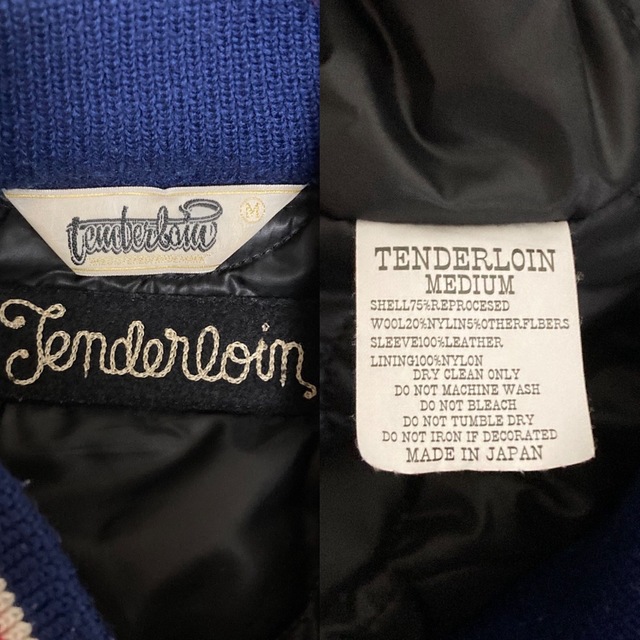 tenderloin
M
Tenderloin
TENDERLOIN
MEDIUM
SHELL75%REPROCESED
WOOL20%NYLIN5%OTHERFLBERS
SLEEVE100%LEATHER
LINING100%NYLON
DRY CLEAN ONLY
DO NOT MACHINE WASH
DO NOT BLEACH
DO NOT TUMBLE DRY
DO NOT IRON IF DECORATED
MADE IN JAPAN